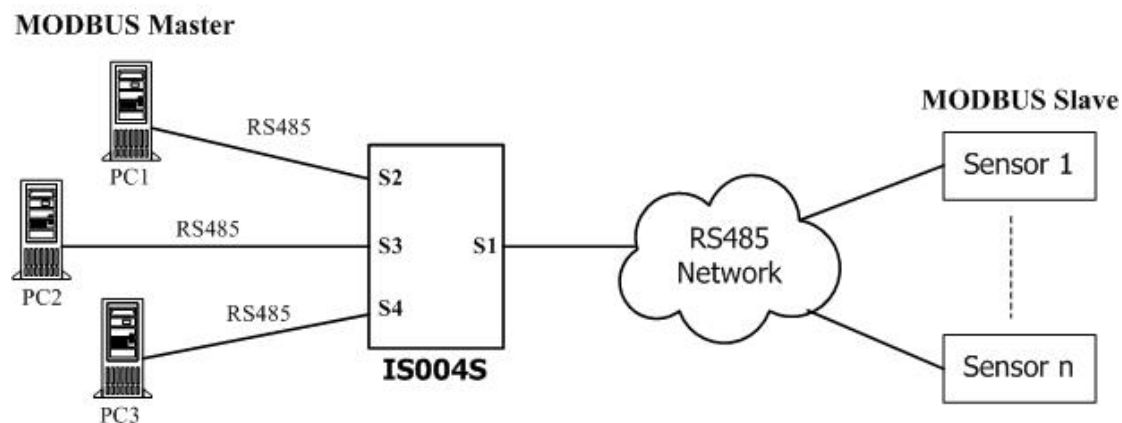 MODBUS Master
RS485
PC1
S2
RS485
PC2
S3
S1
RS485
PC3
S4
IS004S
RS485
Network
MODBUS Slave
Sensor 1
Sensor n